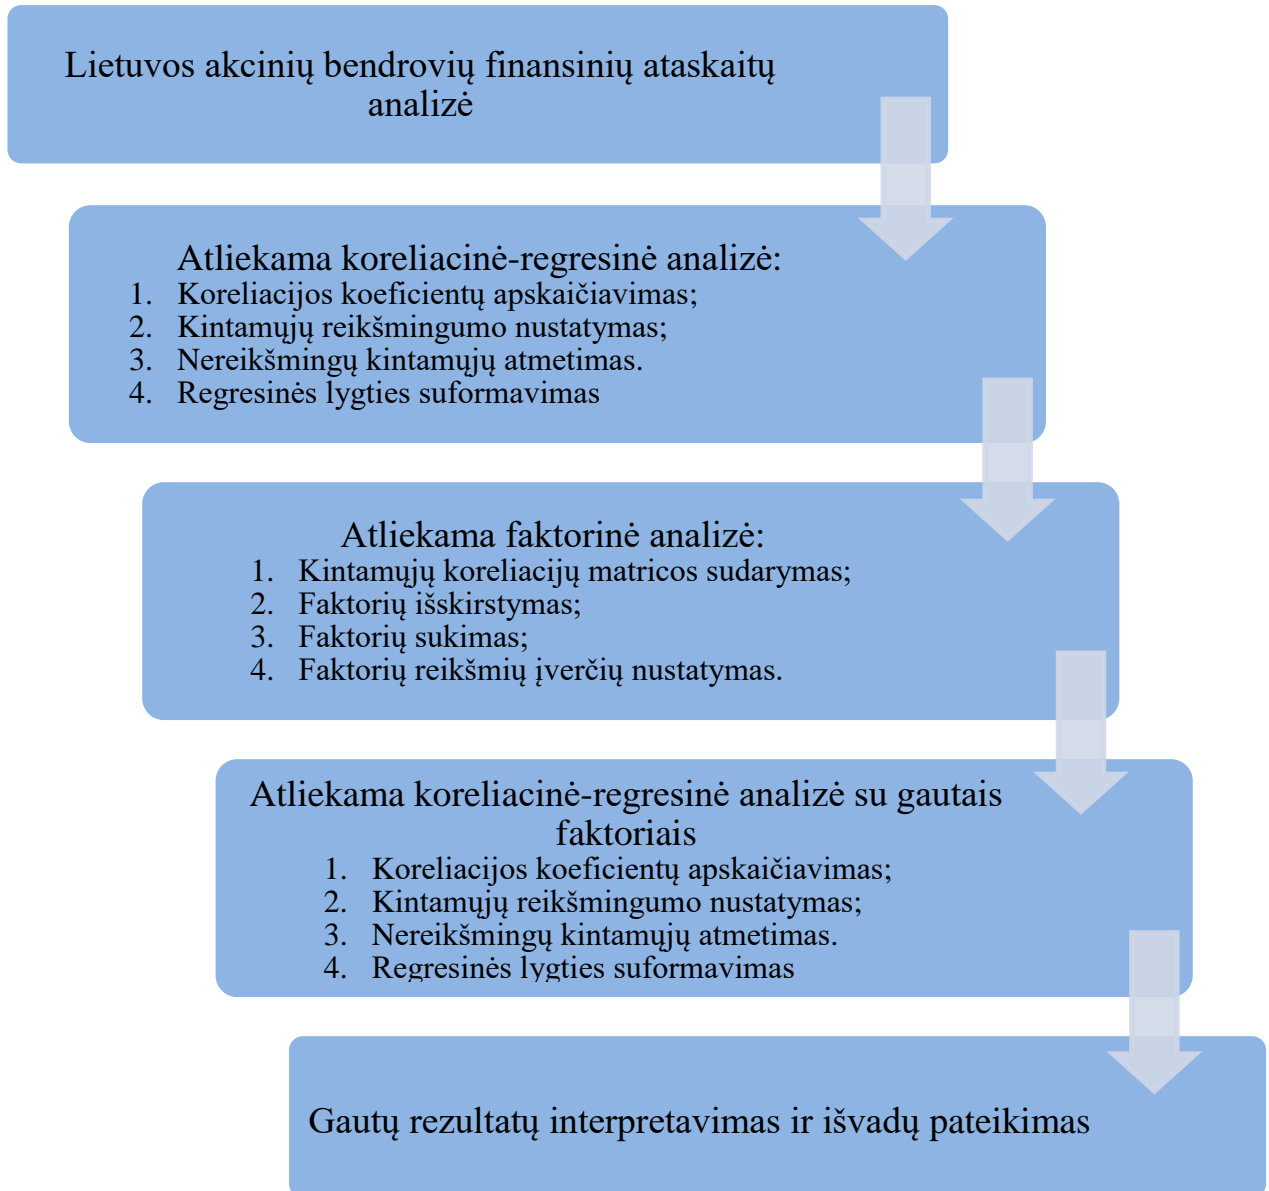 Lietuvos akcinių bendrovių finansinių ataskaitų
analizė
Atliekama koreliacinė-regresinė analizė:
1. Koreliacijos koeficientų apskaičiavimas;
2. Kintamųjų reikšmingumo nustatymas;
3. Nereikšmingų kintamųjų atmetimas.
4. Regresinės lygties suformavimas
Atliekama faktorinė analizė:
1. Kintamųjų koreliacijų matricos sudarymas;
2. Faktorių išskirstymas;
3. Faktorių sukimas;
4. Faktorių reikšmių įverčių nustatymas.
Atliekama koreliacinė-regresinė analizė su gautais
faktoriais
1. Koreliacijos koeficientų apskaičiavimas;
2. Kintamųjų reikšmingumo nustatymas;
3. Nereikšmingų kintamųjų atmetimas.
4. Regresinės lygties suformavimas
Gautų rezultatų interpretavimas ir išvadų pateikimas